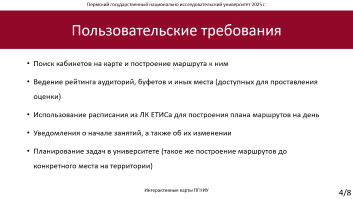 Пермский государственный национально исследовательский университет 2025 г.
Пользовательские требования
• Поиск кабинетов на карте и построение маршрута к ним
• Ведение рейтинга аудиторий, буфетов и иных места (доступных для проставления
оценки)
• Использование расписания из ЛК ЕТИСа для построения плана маршрутов на день
• Уведомления о начале занятий, а также об их изменении
• Планирование задач в университете (такое же построение маршрутов до
конкретного места на территории)
Интерактивные карты ПГНИУ
4/8